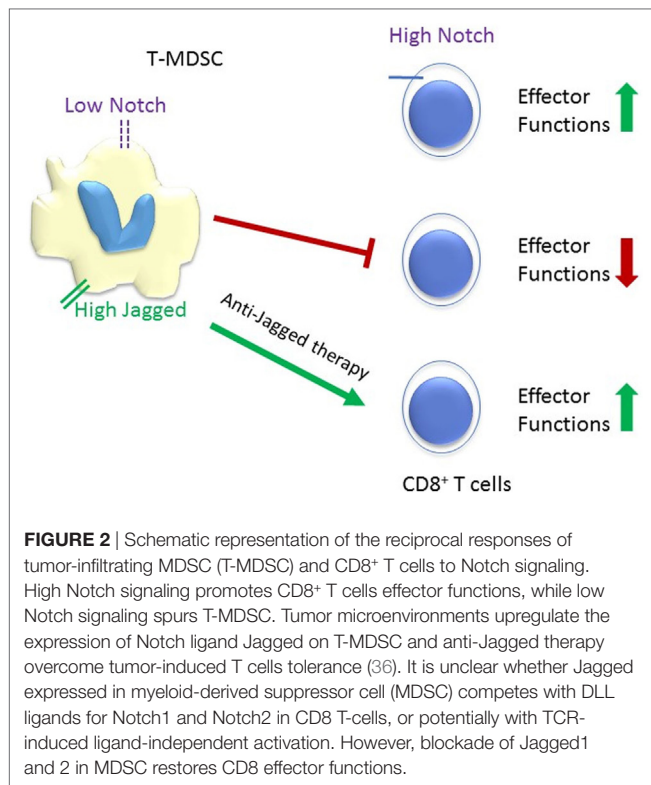 T-MDSC
High Notch
Low Notch
Effector
Functions
Effector
Functions
High Jagged
Anti-Jagged therapy
Effector
Functions
CD8⁺ T cells
FIGURE 2 | Schematic representation of the reciprocal responses of
tumor-infiltrating MDSC (T-MDSC) and CD8⁺ T cells to Notch signaling.
High Notch signaling promotes CD8⁺ T cells effector functions, while low
Notch signaling spurs T-MDSC. Tumor microenvironments upregulate the
expression of Notch ligand Jagged on T-MDSC and anti-Jagged therapy
overcome tumor-induced T cells tolerance (36). It is unclear whether Jagged
expressed in myeloid-derived suppressor cell (MDSC) competes with DLL
ligands for Notch1 and Notch2 in CD8 T-cells, or potentially with TCR-
induced ligand-independent activation. However, blockade of Jagged1
and 2 in MDSC restores CD8 effector functions.